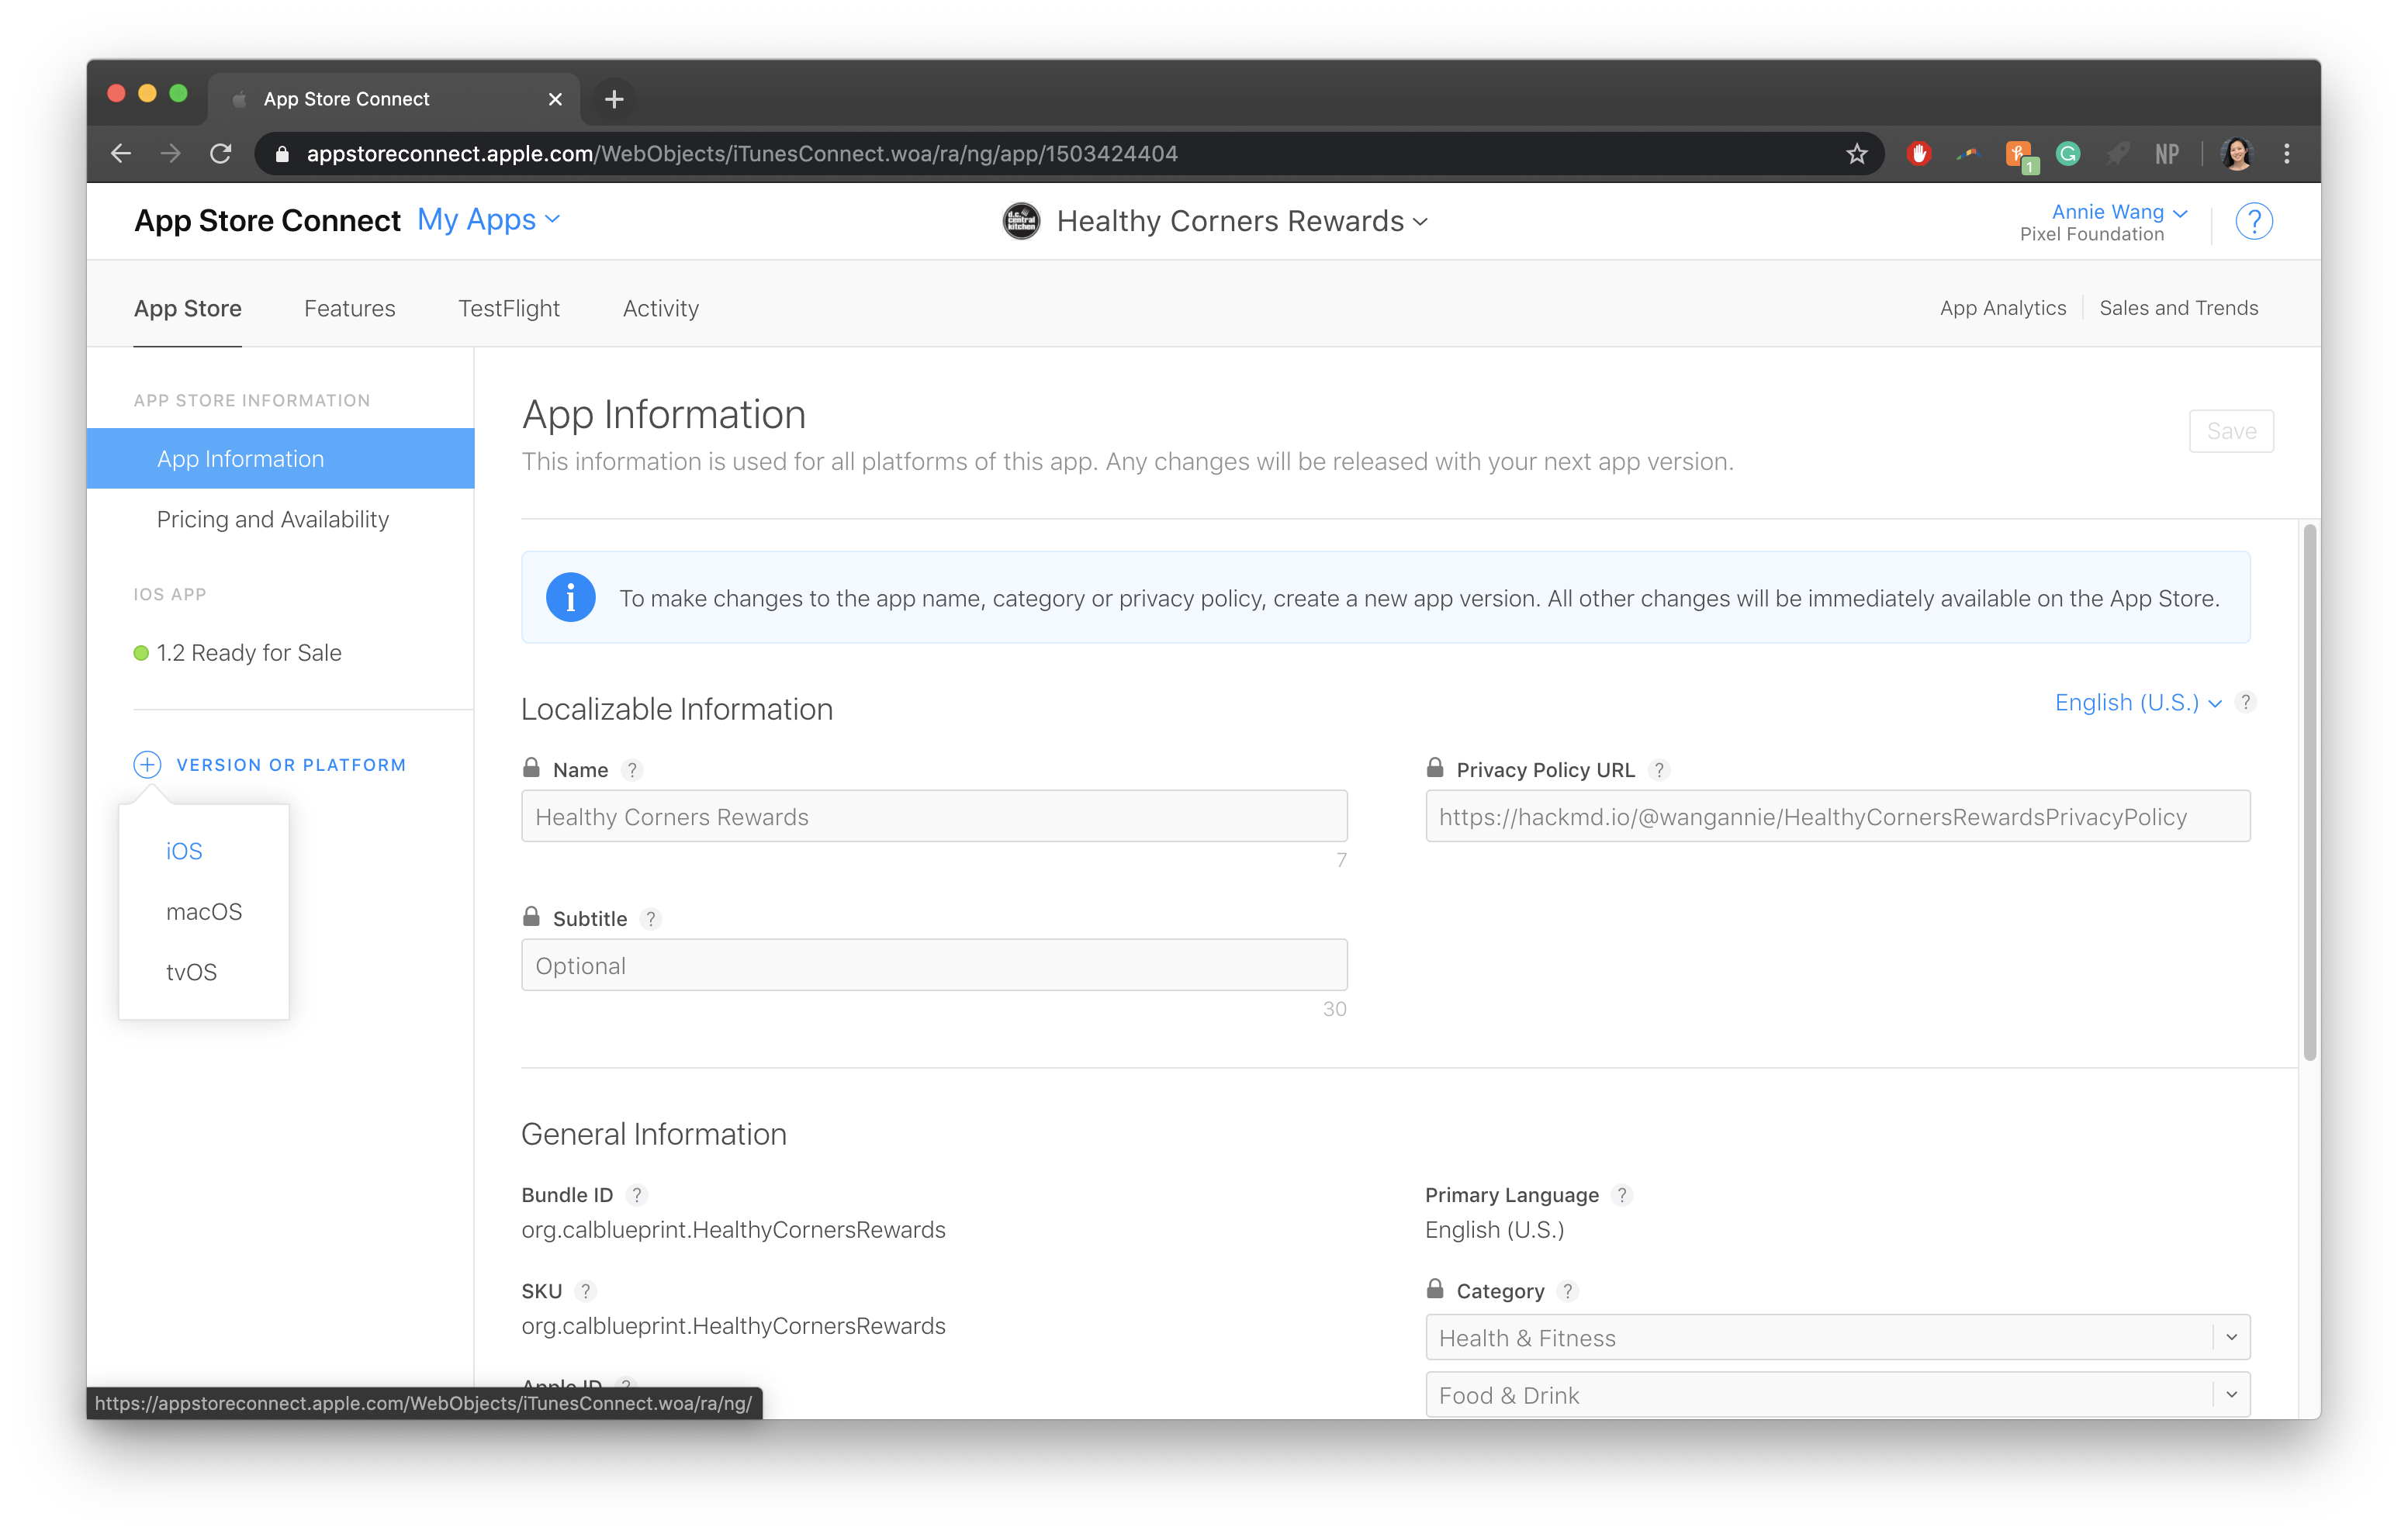 App Store Connect
appstoreconnect.apple.com/WebObjects/iTunesConnect.woa/ra/ng/app/1503424404
1
NP
App Store Connect My Apps
d.c. central kitchen
Healthy Corners Rewards
Annie Wang
Pixel Foundation
?
App Store
Features
TestFlight
Activity
App Analytics
Sales and Trends
APP STORE INFORMATION
App Information
Pricing and Availability
IOS APP
1.2 Ready for Sale
VERSION OR PLATFORM
iOS
macOS
tvOS
App Information
Save
This information is used for all platforms of this app. Any changes will be released with your next app version.
i
To make changes to the app name, category or privacy policy, create a new app version. All other changes will be immediately available on the App Store.
Localizable Information
English (U.S.) ?
Name ?
Healthy Corners Rewards
7
Privacy Policy URL ?
https://hackmd.io/@wangannie/HealthyCornersRewardsPrivacyPolicy
Subtitle ?
Optional
30
General Information
Bundle ID ?
org.calblueprint.HealthyCornersRewards
Primary Language ?
English (U.S.)
SKU ?
org.calblueprint.HealthyCornersRewards
Category ?
Health & Fitness
Food & Drink
Apple ID ?
https://appstoreconnect.apple.com/WebObjects/iTunesConnect.woa/ra/ng/